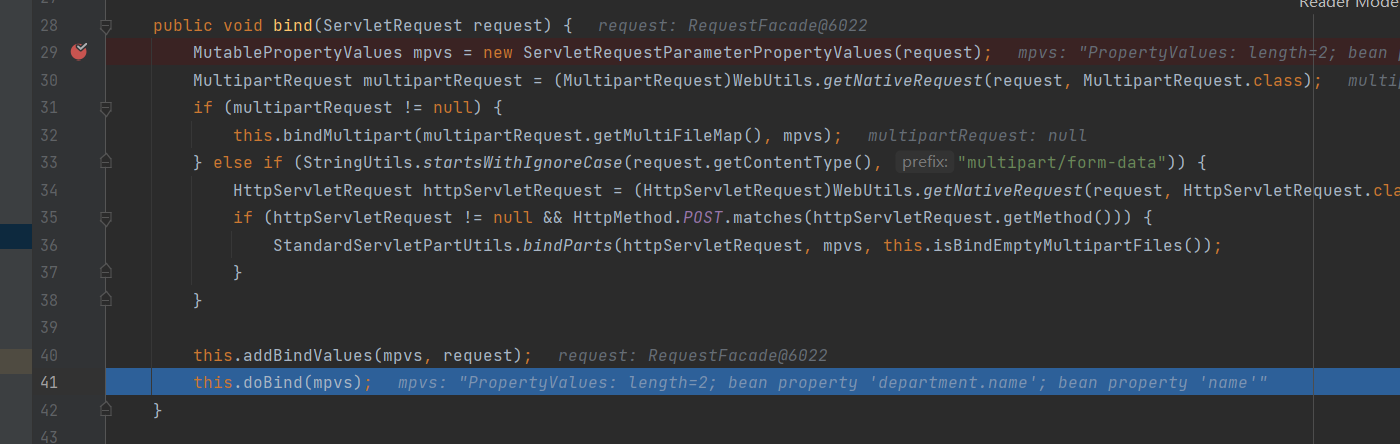 Reader Mode
28 public void bind(ServletRequest request) { request: RequestFacade@6022
29 MutablePropertyValues mpvs = new ServletRequestParameterPropertyValues(request); mpvs: "PropertyValues: length=2; bean
30 MultipartRequest multipartRequest = (MultipartRequest)WebUtils.getNativeRequest(request, MultipartRequest.class);
31 if (multipartRequest != null) {
32 this.bindMultipart(multipartRequest.getMultiFileMap(), mpvs); multipartRequest: null
33 } else if (StringUtils.startsWithIgnoreCase(request.getContentType(), prefix: "multipart/form-data")) {
34 HttpServletRequest httpServletRequest = (HttpServletRequest)WebUtils.getNativeRequest(request, HttpServletRequest.cla
35 if (httpServletRequest != null && HttpMethod.POST.matches(httpServletRequest.getMethod())) {
36 StandardServletPartUtils.bindParts(httpServletRequest, mpvs, this.isBindEmptyMultipartFiles());
37 }
38 }
39
40 this.addBindValues(mpvs, request); request: RequestFacade@6022
41 this.doBind(mpvs); mpvs: "PropertyValues: length=2; bean property 'department.name'; bean property 'name'"
42 }
43